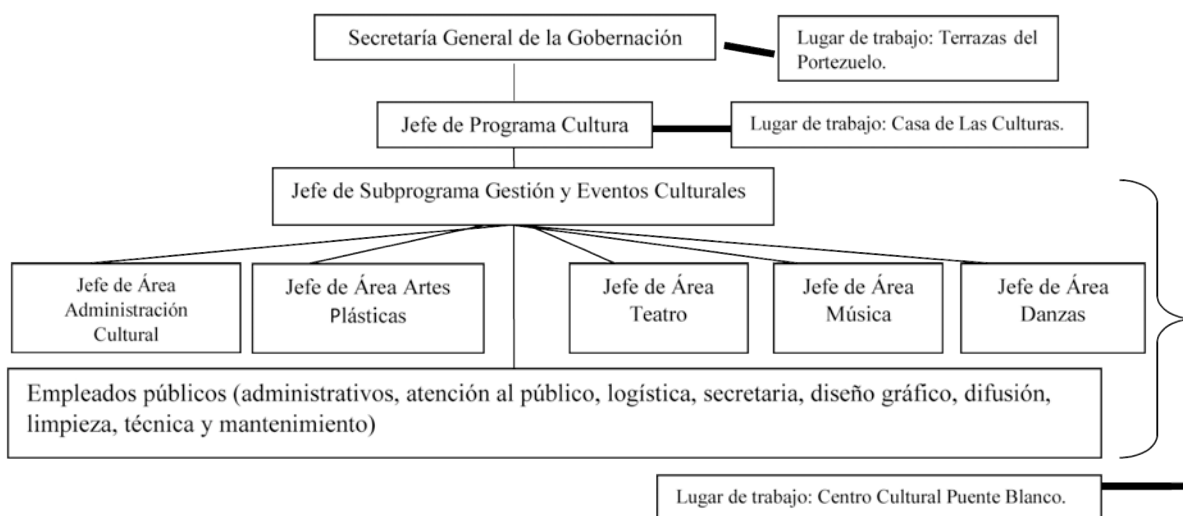 Secretaría General de la Gobernación
Lugar de trabajo: Terrazas del
Portezuelo.
Jefe de Programa Cultura
Lugar de trabajo: Casa de Las Culturas.
Jefe de Subprograma Gestión y Eventos Culturales
Jefe de Área
Administración
Cultural
Jefe de Área Artes
Plásticas
Jefe de Área
Teatro
Jefe de Área
Música
Jefe de Área
Danzas
Empleados públicos (administrativos, atención al público, logística, secretaria, diseño gráfico, difusión,
limpieza, técnica y mantenimiento)
Lugar de trabajo: Centro Cultural Puente Blanco.